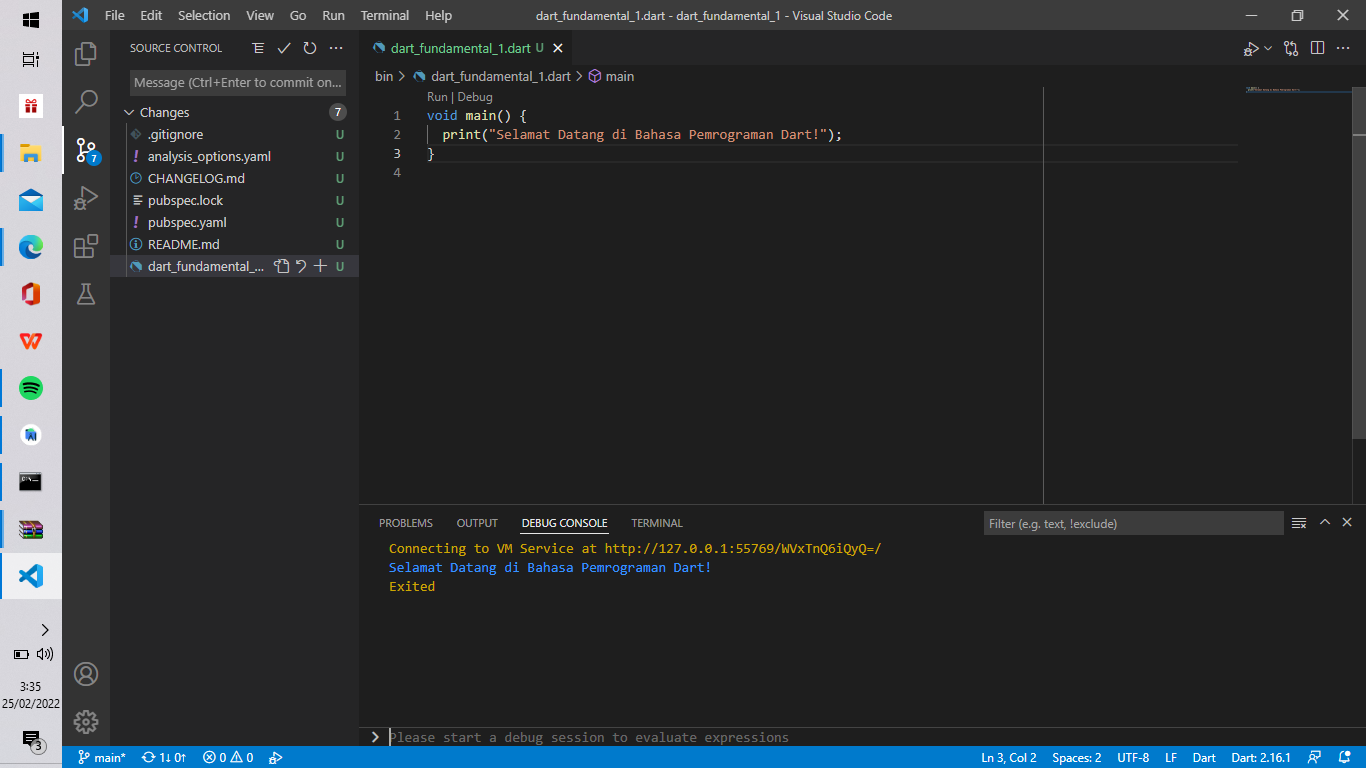 File Edit Selection View Go Run Terminal Help
dart_fundamental_1.dart - dart_fundamental_1 - Visual Studio Code
SOURCE CONTROL
Message (Ctrl+Enter to commit on...
Changes 7
.gitignore U
! analysis_options.yaml U
CHANGELOG.md U
pubspec.lock U
! pubspec.yaml U
README.md U
dart_fundamental_... U
7
dart_fundamental_1.dart U
bin > dart_fundamental_1.dart > main
Run | Debug
1 void main() {
2 print("Selamat Datang di Bahasa Pemrograman Dart!");
3 }
4
PROBLEMS OUTPUT DEBUG CONSOLE TERMINAL
Filter (e.g. text, !exclude)
Connecting to VM Service at http://127.0.0.1:55769/WVxTnQ6iQyQ=/
Selamat Datang di Bahasa Pemrograman Dart!
Exited
Please start a debug session to evaluate expressions
3:35
25/02/2022
3
main* 1↓ 0↑ 0 0
Ln 3, Col 2 Spaces: 2 UTF-8 LF Dart Dart: 2.16.1